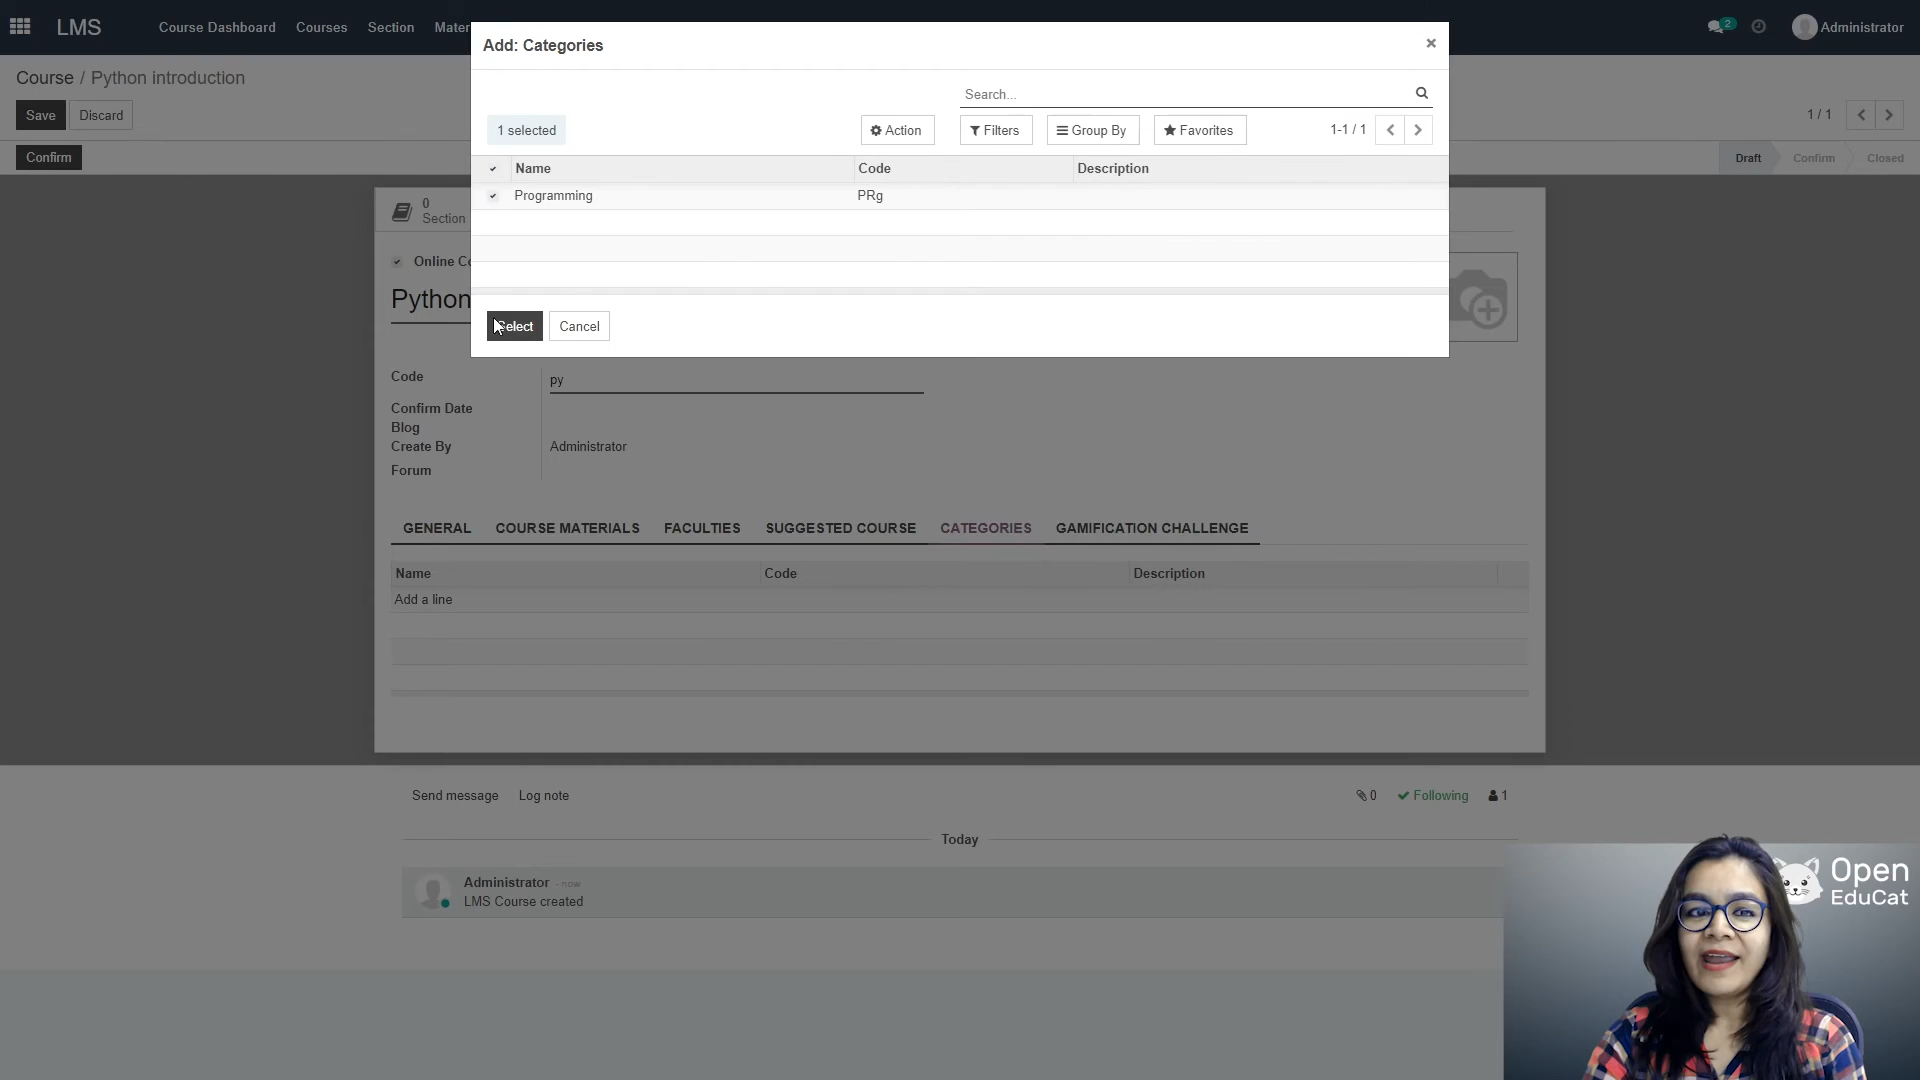 LMS Course Dashboard Courses Section Mater 2 Administrator
Add: Categories
Course / Python introduction
Save Discard
1 / 1
Confirm
Draft Confirm Closed
Search...
1 selected Action Filters Group By Favorites 1-1 / 1
Name Code Description
Programming PRg
Select Cancel
0
Section
Online Co
Python
Code py
Confirm Date
Blog
Create By Administrator
Forum
GENERAL COURSE MATERIALS FACULTIES SUGGESTED COURSE CATEGORIES GAMIFICATION CHALLENGE
Name Code Description
Add a line
Send message Log note 0 Following 1
Today
Administrator - now
LMS Course created
Open
EduCat